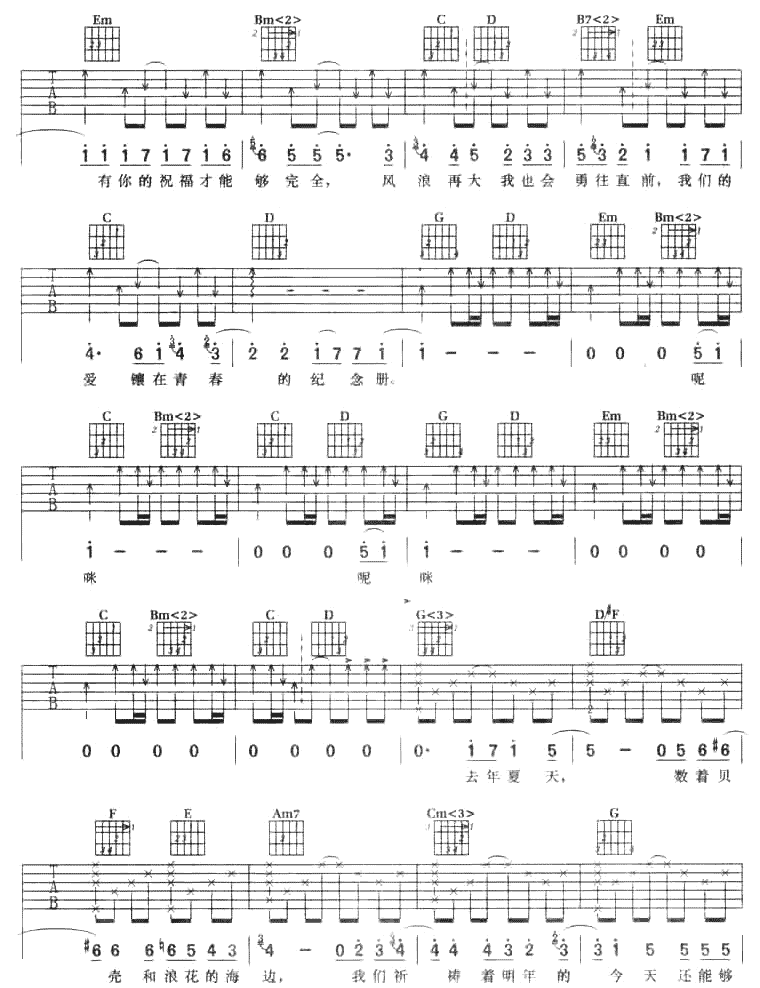 Em Bm<2> C D B7<2> Em
T A B
i i i 7 i 7 i 6 6 5 5 5· 3 4 4 5 2 3 3 5 3 2 i i 7 i
有你的祝福才能 够 完全, 风 浪 再大我也会 勇往直前, 我们的
C D G D Em Bm<2>
T A B
4· 6 i 4 3 2 2 i 7 7 i i - - - 0 0 0 5 i
爱 镶在青春 的纪念册。 呢
C Bm<2> C D G D Em Bm<2>
T A B
i - - - 0 0 0 5 i i - - - 0 0 0 0
咪 呢 咪
C Bm<2> C D G<3> D/#F
T A B
0 0 0 0 0 0 0 0 0· i 7 i 5 5 - 0 5 6 #6
去年夏天, 数着贝
F E Am7 Cm<3> G
T A B
#6 6 6 6 5 4 3 4 - 0 2 3 4 4 4 4 3 2 3 3 i 5 5 5 5 5
壳 和浪花的海 边, 我们祈 祷着明年的 今天还能够